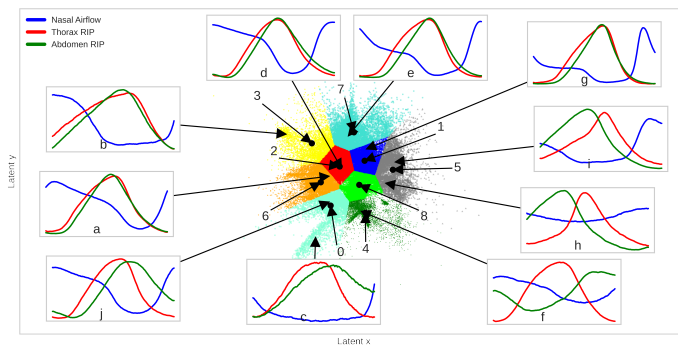 Nasal Airflow
Thorax RIP
Abdomen RIP
d
e
g
b
3
7
1
2
i
5
a
6
8
h
0
4
j
c
f
Latent y
Latent x